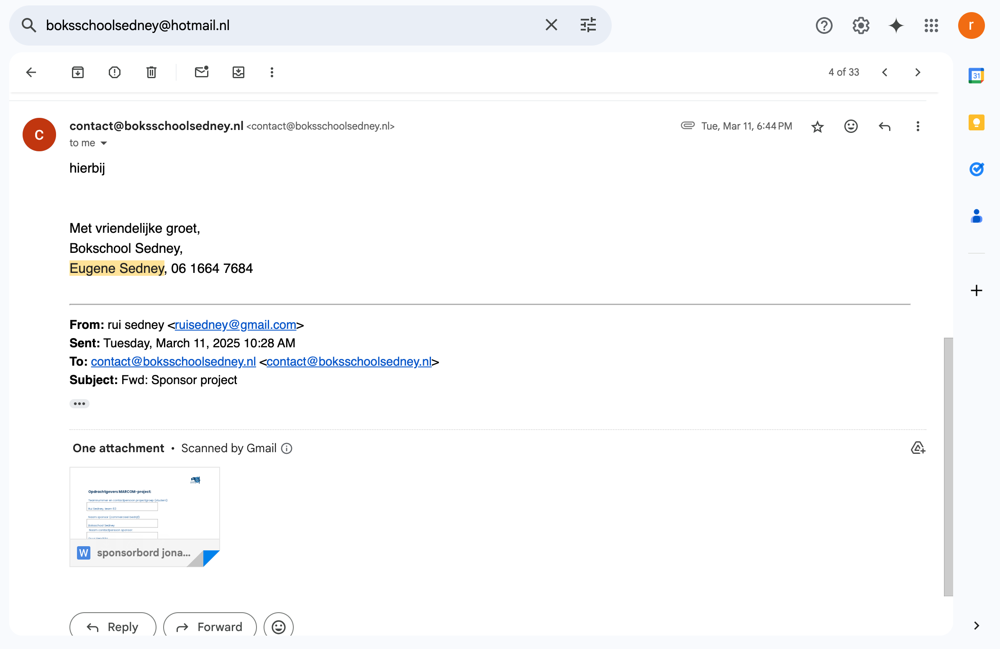 boksschoolsedney@hotmail.nl
r
4 of 33
31
C
contact@boksschoolsedney.nl <contact@boksschoolsedney.nl>
Tue, Mar 11, 6:44 PM
to me
hierbij
Met vriendelijke groet,
Bokschool Sedney,
Eugene Sedney, 06 1664 7684
From: rui sedney <ruisedney@gmail.com>
Sent: Tuesday, March 11, 2025 10:28 AM
To: contact@boksschoolsedney.nl <contact@boksschoolsedney.nl>
Subject: Fwd: Sponsor project
One attachment • Scanned by Gmail
Opdrachtgevers MARCOM-project:
Teamnummer en contactpersoon projectgroep (student):
Rui Sedney, team 63
Naam sponsor (commercieel bedrijf):
Boksschool Sedney
Naam contactpersoon sponsor:
W sponsorbord jona...
Reply
Forward